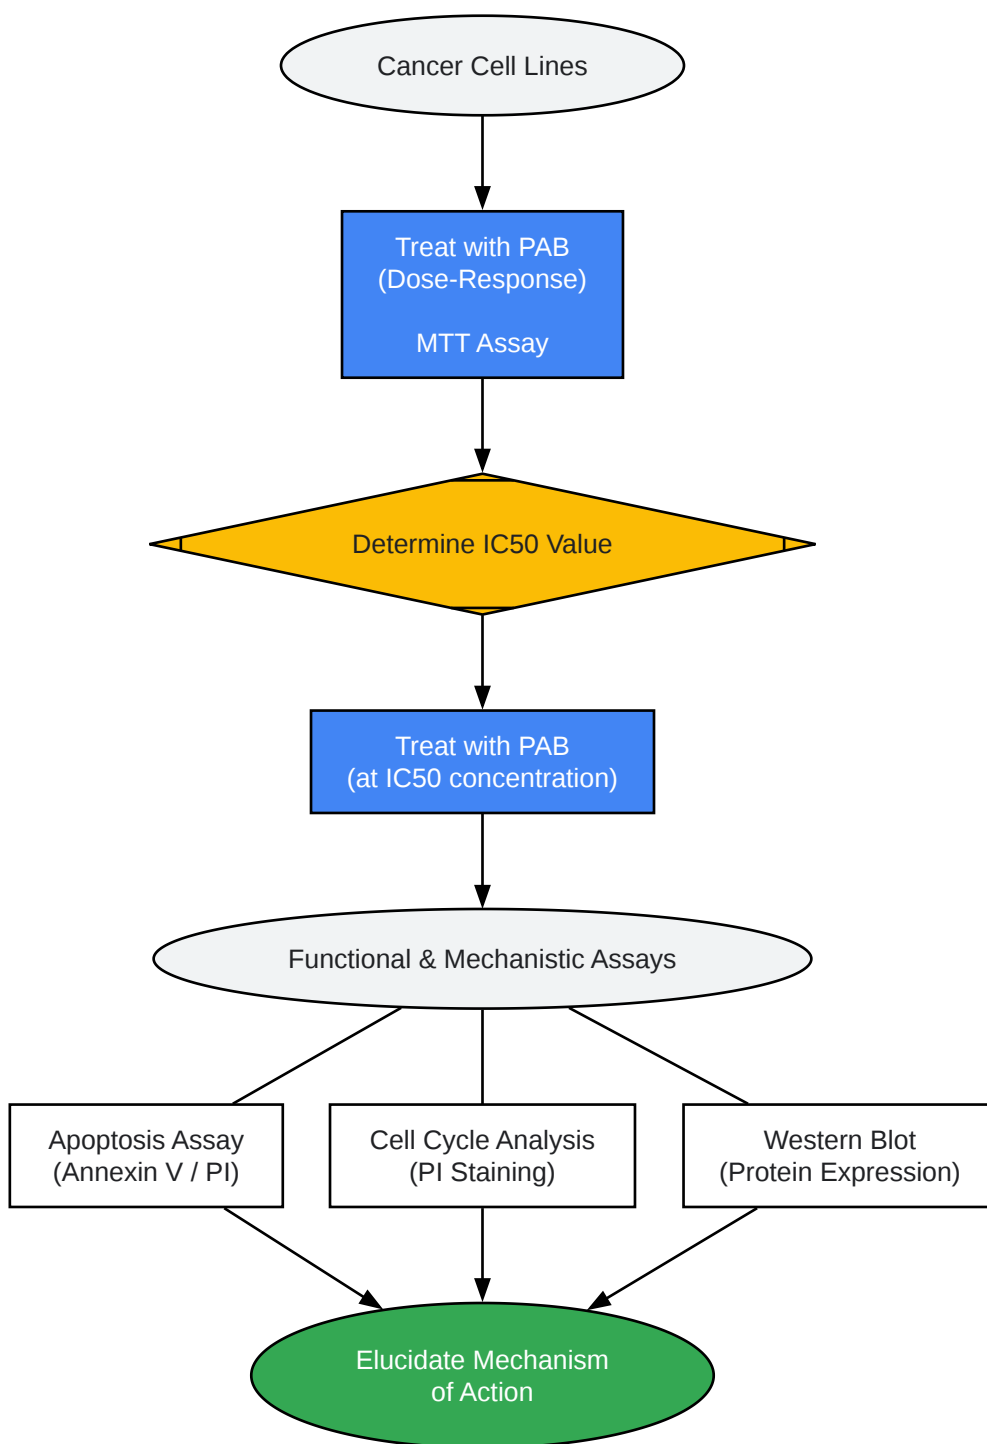 Cancer Cell Lines
Treat with PAB
(Dose-Response)
MTT Assay
Determine IC50 Value
Treat with PAB
(at IC50 concentration)
Functional & Mechanistic Assays
Apoptosis Assay
(Annexin V / PI)
Cell Cycle Analysis
(PI Staining)
Western Blot
(Protein Expression)
Elucidate Mechanism
of Action